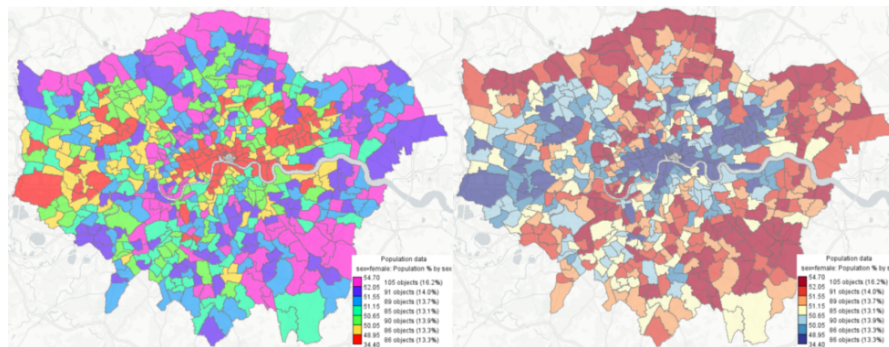 Population data
sex=female: Population % by sex
54.70
52.05
51.55
51.15
50.65
50.05
48.95
34.40
105 objects (16.2%)
91 objects (14.0%)
89 objects (13.7%)
85 objects (13.1%)
90 objects (13.9%)
86 objects (13.3%)
86 objects (13.3%)
Population data
sex=female: Population % by s
54.70
52.05
51.55
51.15
50.65
50.05
48.95
34.40
105 objects (16.2%)
91 objects (14.0%)
89 objects (13.7%)
85 objects (13.1%)
90 objects (13.9%)
86 objects (13.3%)
86 objects (13.3%)